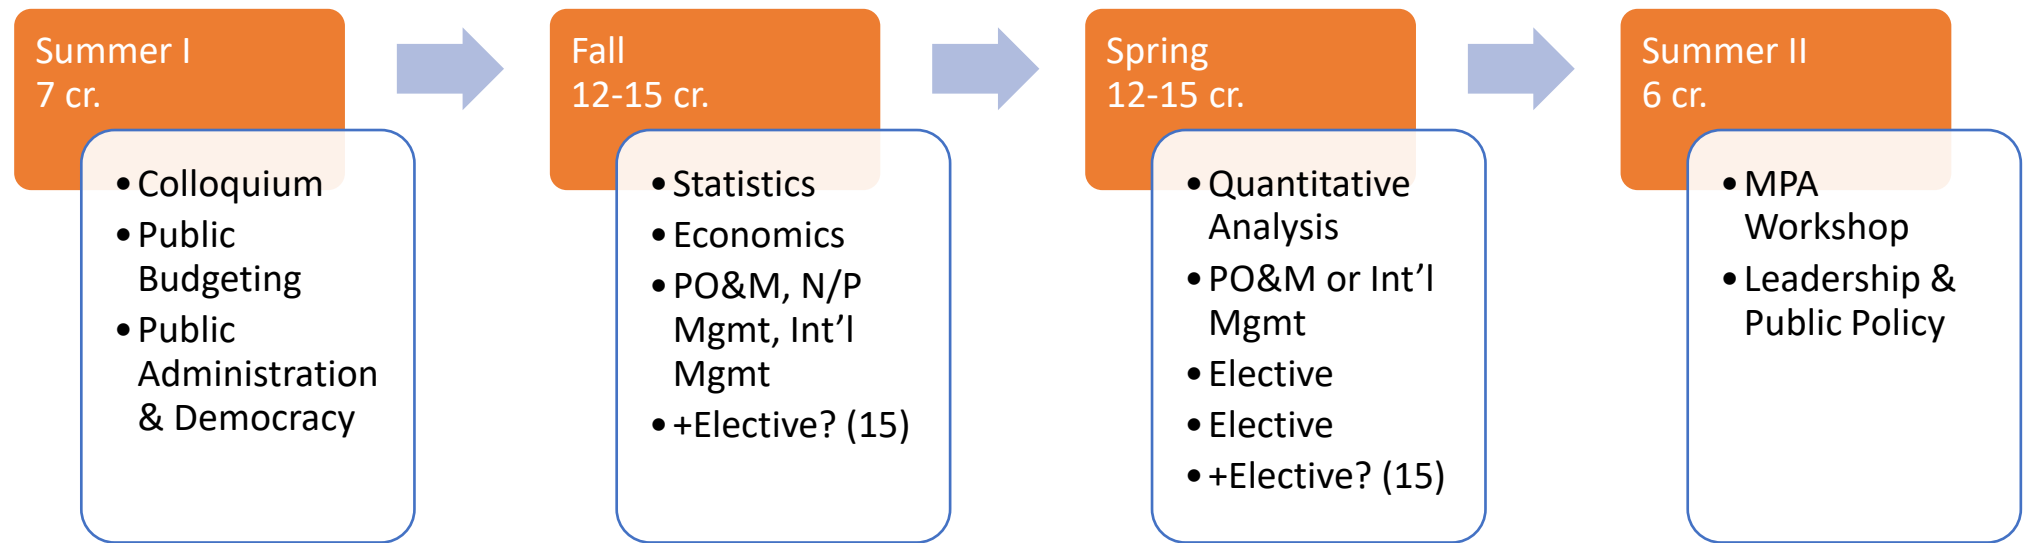 Summer I
7 cr.
• Colloquium
• Public
Budgeting
• Public
Administration
& Democracy
Fall
12-15 cr.
• Statistics
• Economics
• PO&M, N/P
Mgmt, Int’l
Mgmt
• +Elective? (15)
Spring
12-15 cr.
• Quantitative
Analysis
• PO&M or Int’l
Mgmt
• Elective
• Elective
• +Elective? (15)
Summer II
6 cr.
• MPA
Workshop
• Leadership &
Public Policy